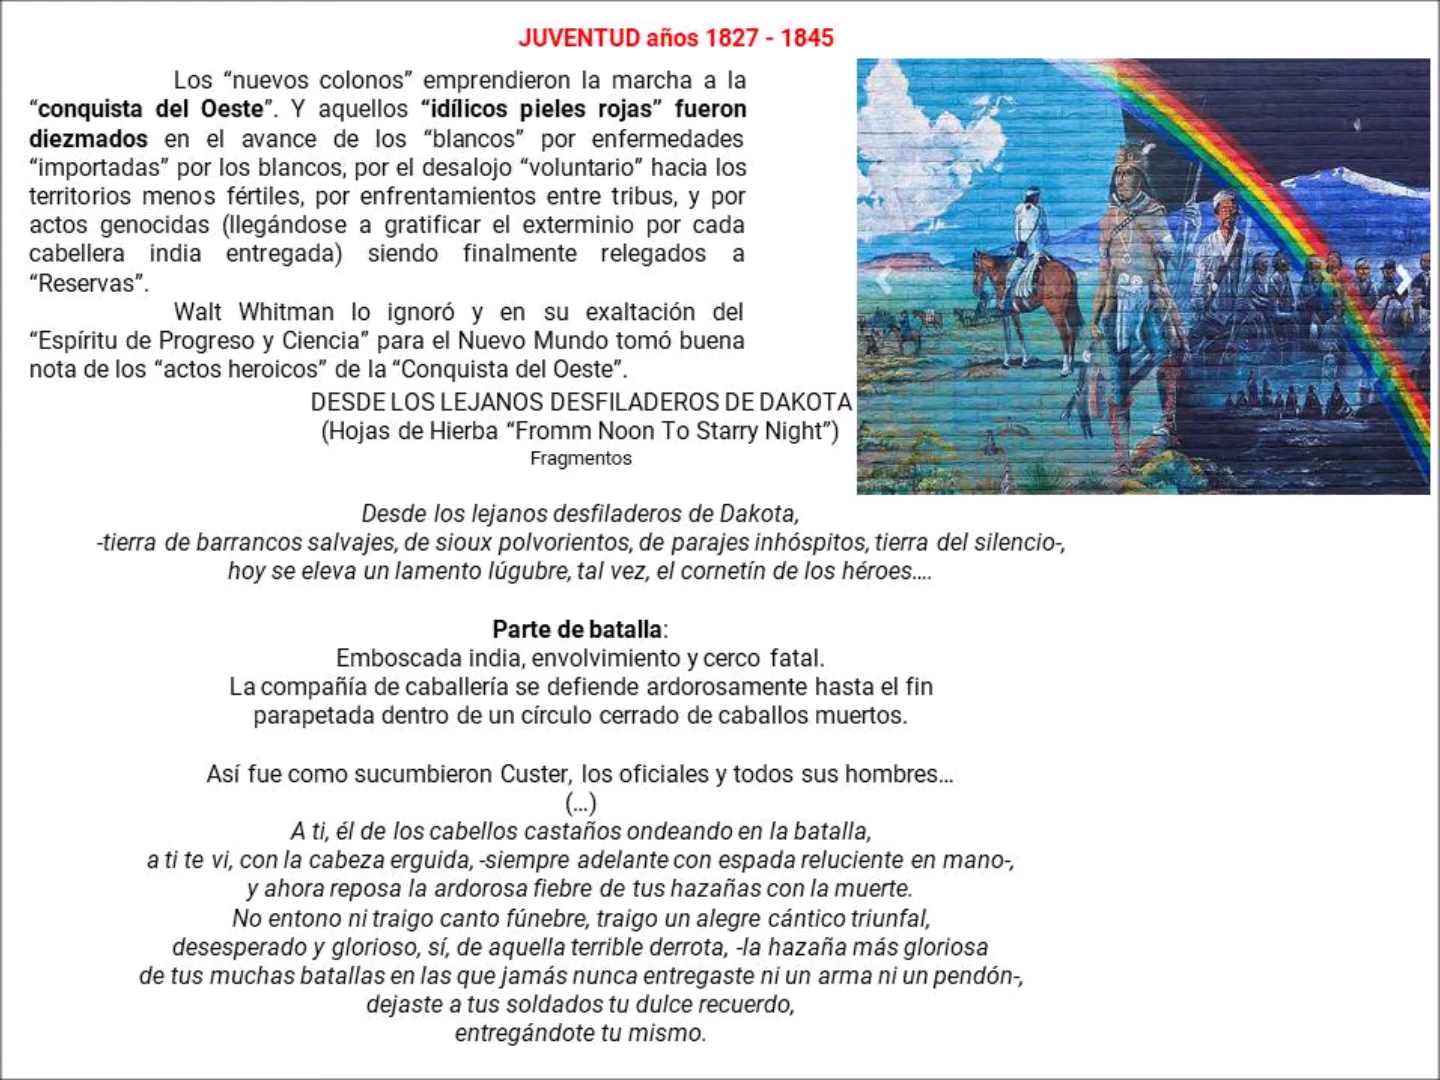 JUVENTUD años 1827 - 1845
Los “nuevos colonos” emprendieron la marcha a la
“conquista del Oeste”. Y aquellos “idílicos pieles rojas” fueron
diezmados en el avance de los “blancos” por enfermedades
“importadas” por los blancos, por el desalojo “voluntario” hacia los
territorios menos fértiles, por enfrentamientos entre tribus, y por
actos genocidas (llegándose a gratificar el exterminio por cada
cabellera india entregada) siendo finalmente relegados a
“Reservas”.
Walt Whitman lo ignoró y en su exaltación del
“Espíritu de Progreso y Ciencia” para el Nuevo Mundo tomó buena
nota de los “actos heroicos” de la “Conquista del Oeste”.
DESDE LOS LEJANOS DESFILADEROS DE DAKOTA
(Hojas de Hierba “Fromm Noon To Starry Night”)
Fragmentos
Desde los lejanos desfiladeros de Dakota,
-tierra de barrancos salvajes, de sioux polvorientos, de parajes inhóspitos, tierra del silencio-,
hoy se eleva un lamento lúgubre, tal vez, el cornetín de los héroes....
Parte de batalla:
Emboscada india, envolvimiento y cerco fatal.
La compañía de caballería se defiende ardorosamente hasta el fin
parapetada dentro de un círculo cerrado de caballos muertos.
Así fue como sucumbieron Custer, los oficiales y todos sus hombres…
(…)
A ti, él de los cabellos castaños ondeando en la batalla,
a ti te vi, con la cabeza erguida, -siempre adelante con espada reluciente en mano-,
y ahora reposa la ardorosa fiebre de tus hazañas con la muerte.
No entono ni traigo canto fúnebre, traigo un alegre cántico triunfal,
desesperado y glorioso, sí, de aquella terrible derrota, -la hazaña más gloriosa
de tus muchas batallas en las que jamás nunca entregaste ni un arma ni un pendón-,
dejaste a tus soldados tu dulce recuerdo,
entregándote tu mismo.